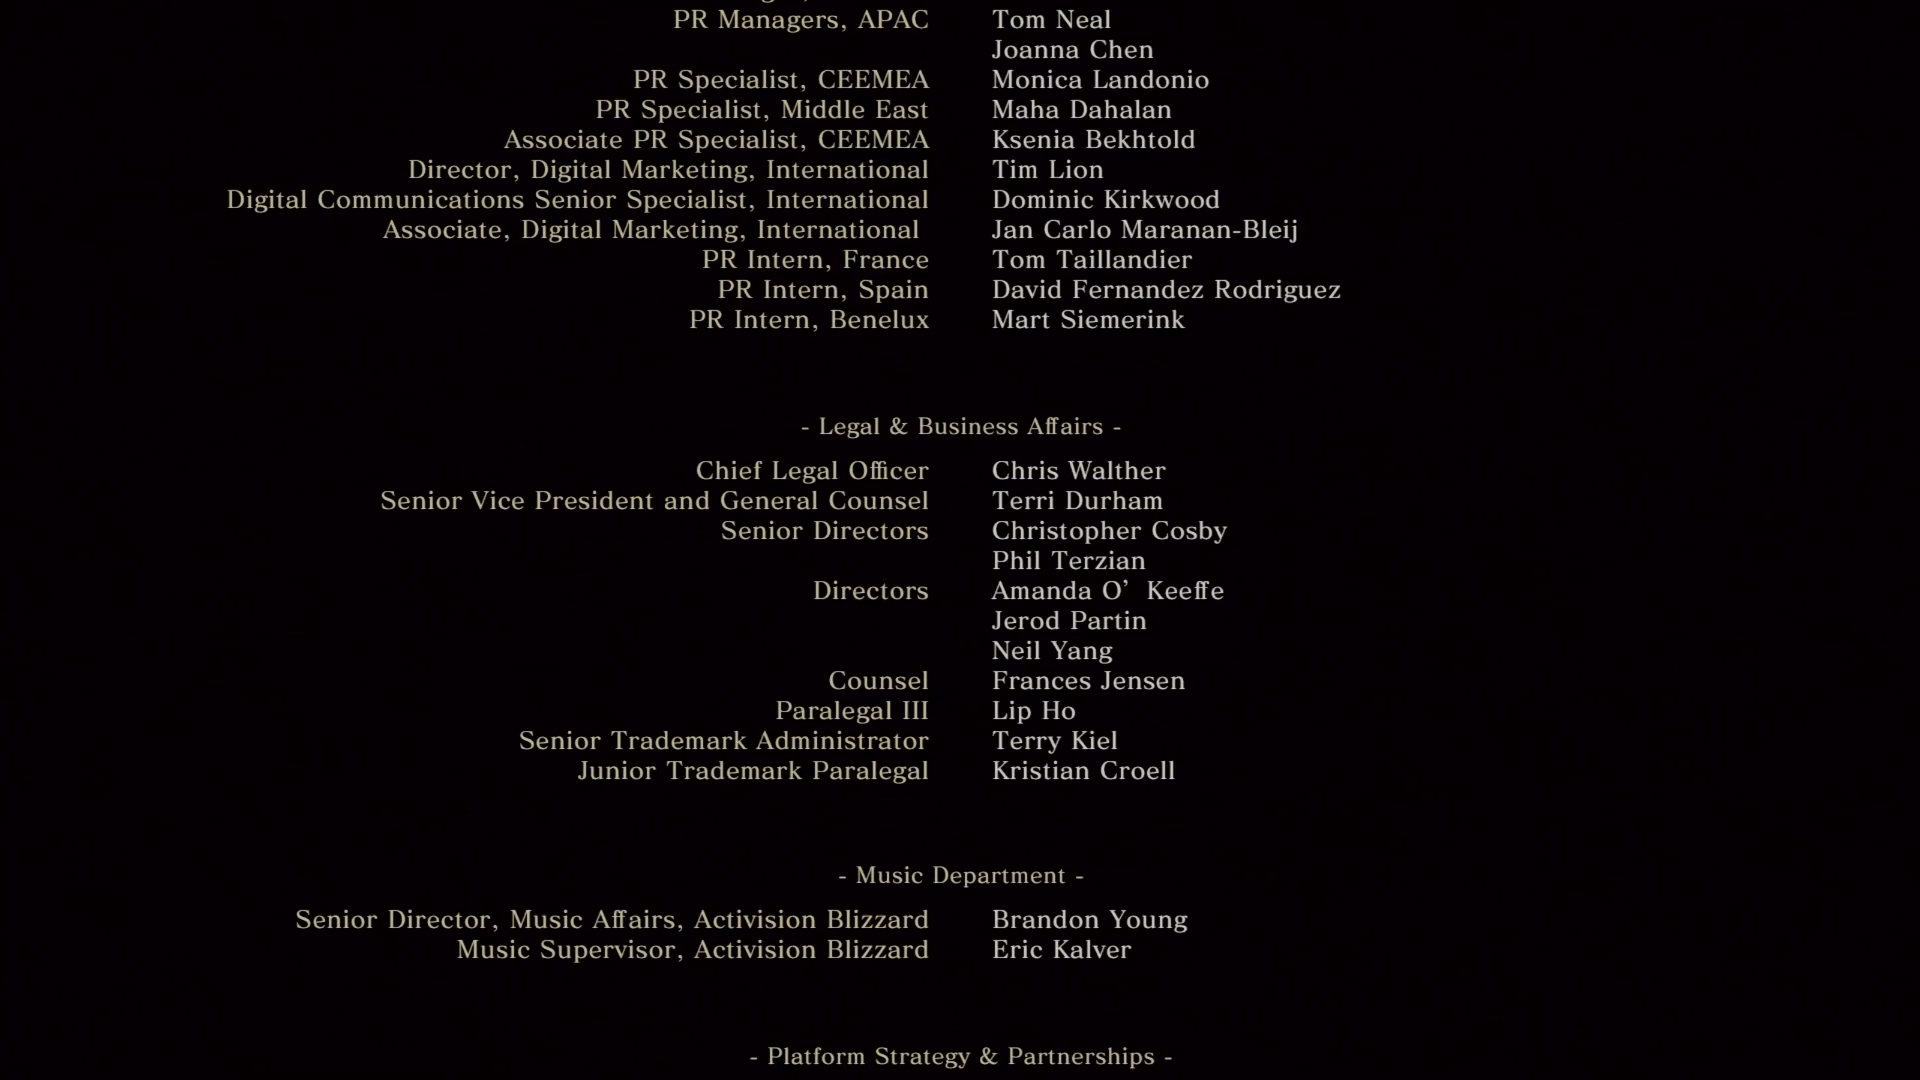 PR Managers, APAC Tom Neal
Joanna Chen
PR Specialist, CEEMEA Monica Landonio
PR Specialist, Middle East Maha Dahalan
Associate PR Specialist, CEEMEA Ksenia Bekhtold
Director, Digital Marketing, International Tim Lion
Digital Communications Senior Specialist, International Dominic Kirkwood
Associate, Digital Marketing, International Jan Carlo Maranan-Bleij
PR Intern, France Tom Taillandier
PR Intern, Spain David Fernandez Rodriguez
PR Intern, Benelux Mart Siemerink
- Legal & Business Affairs -
Chief Legal Officer Chris Walther
Senior Vice President and General Counsel Terri Durham
Senior Directors Christopher Cosby
Phil Terzian
Directors Amanda O’ Keeffe
Jerod Partin
Neil Yang
Counsel Frances Jensen
Paralegal III Lip Ho
Senior Trademark Administrator Terry Kiel
Junior Trademark Paralegal Kristian Croell
- Music Department -
Senior Director, Music Affairs, Activision Blizzard Brandon Young
Music Supervisor, Activision Blizzard Eric Kalver
- Platform Strategy & Partnerships -